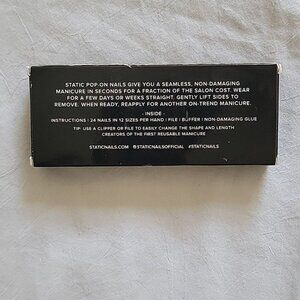 STATIC POP-ON NAILS GIVE YOU A SEAMLESS, NON-DAMAGING
MANICURE IN SECONDS FOR A FRACTION OF THE SALON COST. WEAR
FOR A FEW DAYS OR WEEKS STRAIGHT. GENTLY LIFT SIDES TO
REMOVE. WHEN READY, REAPPLY FOR ANOTHER ON-TREND MANICURE.
- INSIDE -
INSTRUCTIONS | 24 NAILS IN 12 SIZES PER HAND | FILE | BUFFER | NON-DAMAGING GLUE
TIP: USE A CLIPPER OR FILE TO EASILY CHANGE THE SHAPE AND LENGTH
CREATORS OF THE FIRST REUSABLE MANICURE
STATICNAILS.COM @STATICNAILSOFFICIAL #STATICNAILS